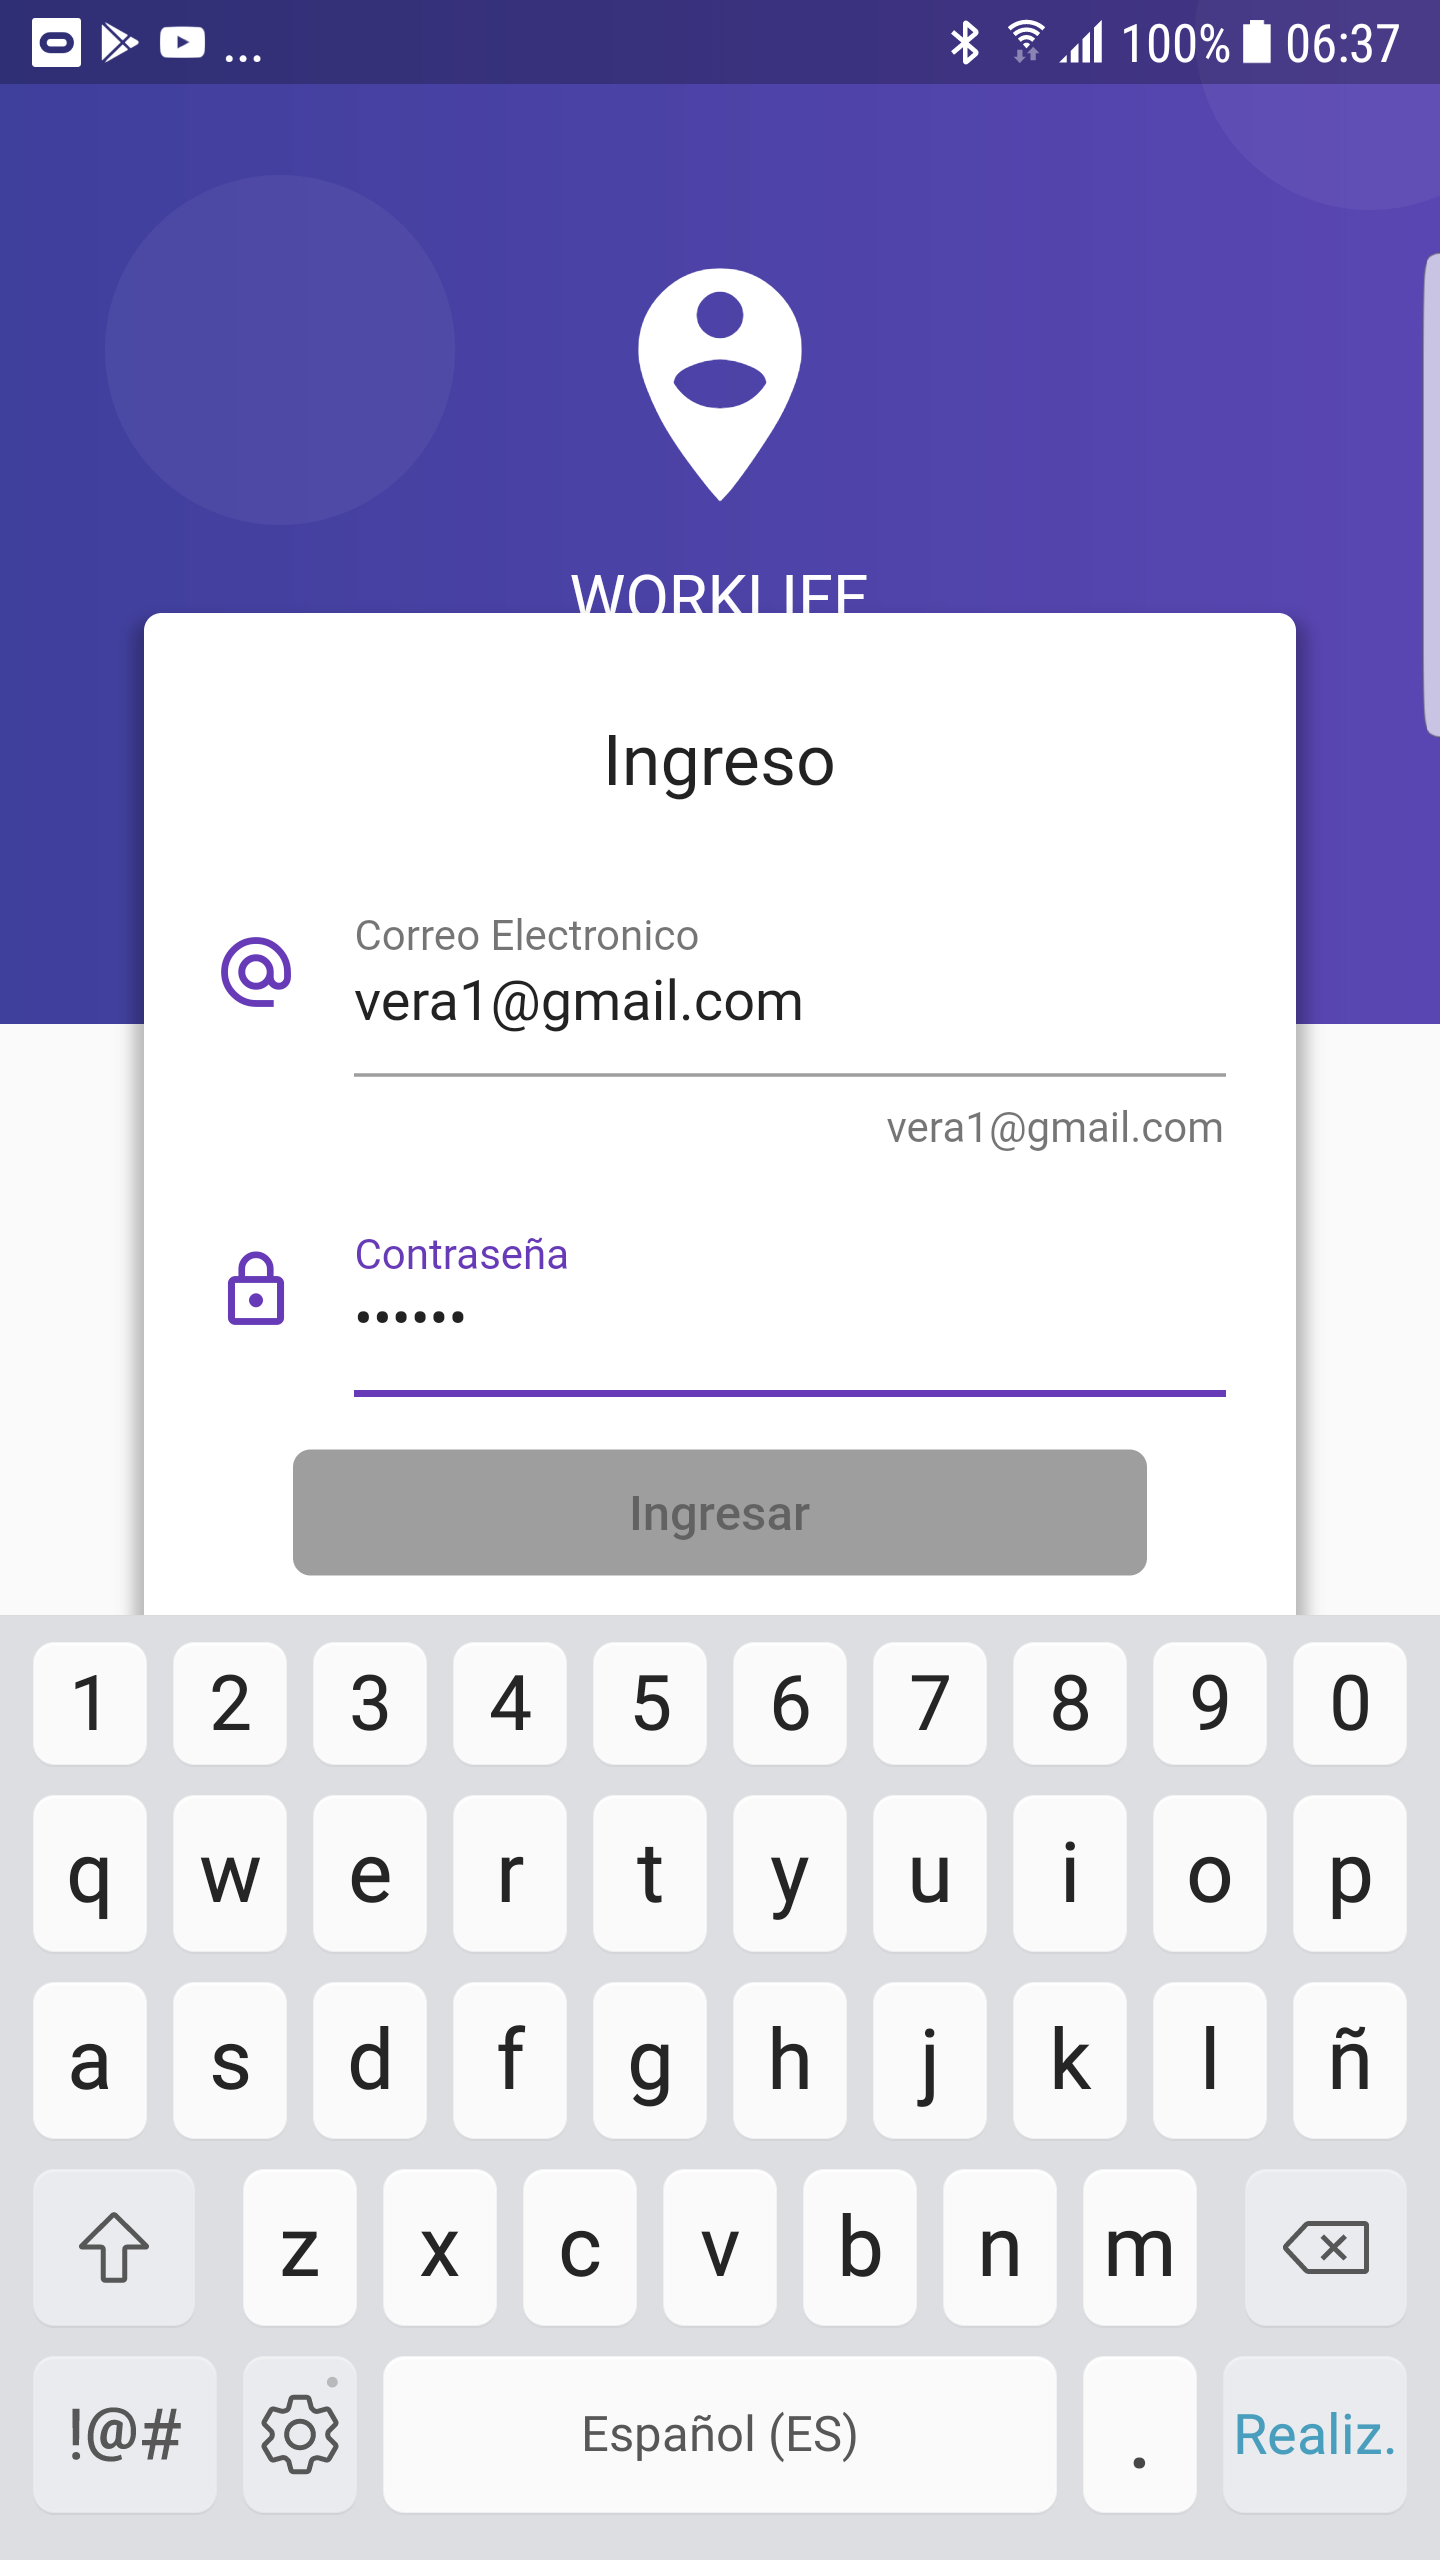 ... 100% 06:37
WORKLIFE
Ingreso
Correo Electronico
vera1@gmail.com
vera1@gmail.com
Contraseña
••••••
Ingresar
1 2 3 4 5 6 7 8 9 0
q w e r t y u i o p
a s d f g h j k l ñ
z x c v b n m
!@# Español (ES) . Realiz.